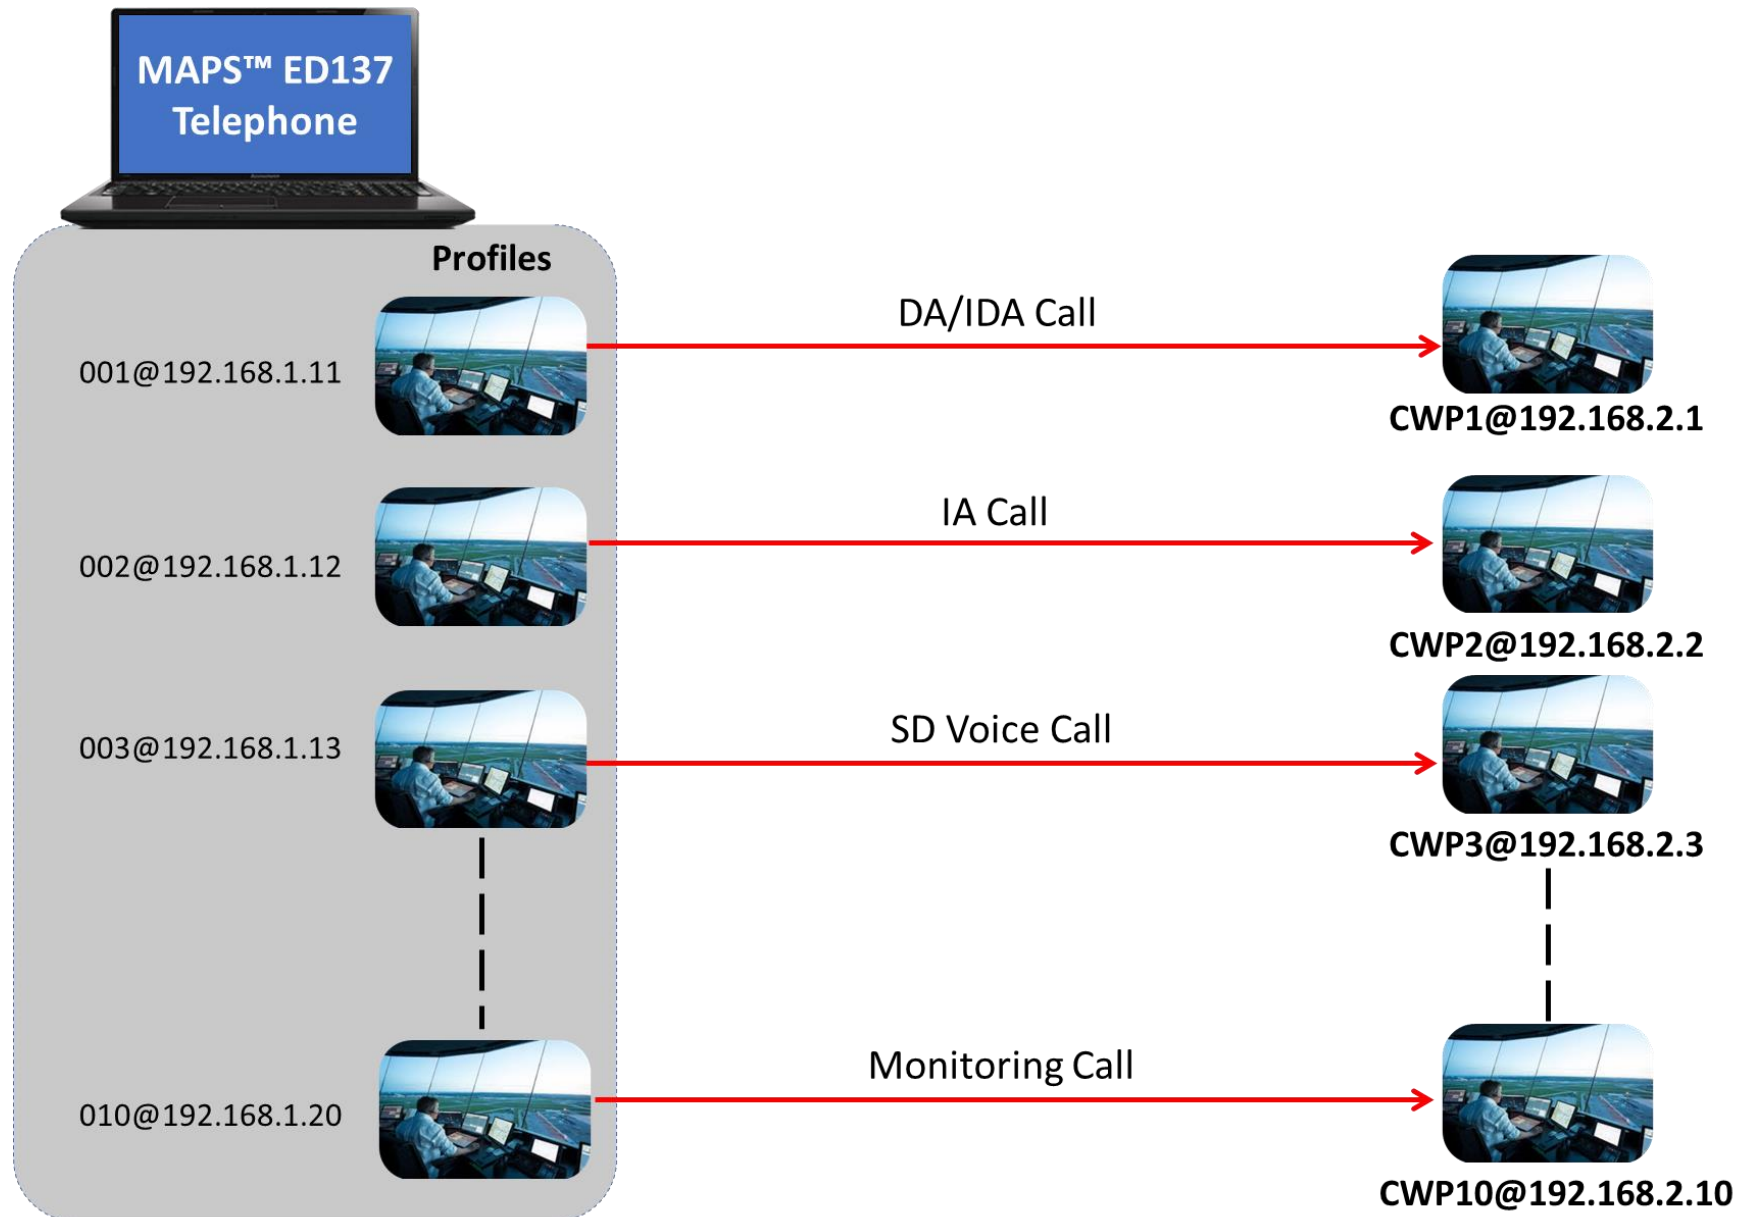 MAPS™ ED137
Telephone
Profiles
001@192.168.1.11
DA/IDA Call
CWP1@192.168.2.1
002@192.168.1.12
IA Call
CWP2@192.168.2.2
003@192.168.1.13
SD Voice Call
CWP3@192.168.2.3
010@192.168.1.20
Monitoring Call
CWP10@192.168.2.10